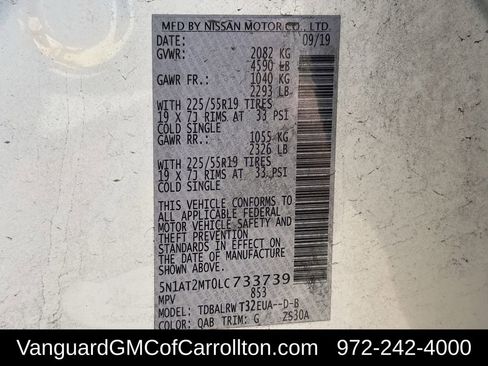 MFD BY NISSAN MOTOR CO., LTD.
DATE: 09/19
GVWR: 2082 KG
4590 LB
GAWR FR.: 1040 KG
2293 LB
WITH 225/55R19 TIRES
19 X 7J RIMS AT 33 PSI
COLD SINGLE
GAWR RR.: 1055 KG
2326 LB
WITH 225/55R19 TIRES
19 X 7J RIMS AT 33 PSI
COLD SINGLE
THIS VEHICLE CONFORMS TO
ALL APPLICABLE FEDERAL
MOTOR VEHICLE SAFETY AND
THEFT PREVENTION
STANDARDS IN EFFECT ON
THE DATE OF MANUFACTURE
SHOWN ABOVE.
5N1AT2MT0LC733739
MPV 853
MODEL: TDBALRWT32EUA--D-B
COLOR: QAB TRIM: G ZS30A
VanguardGMCofCarrollton.com 972-242-4000